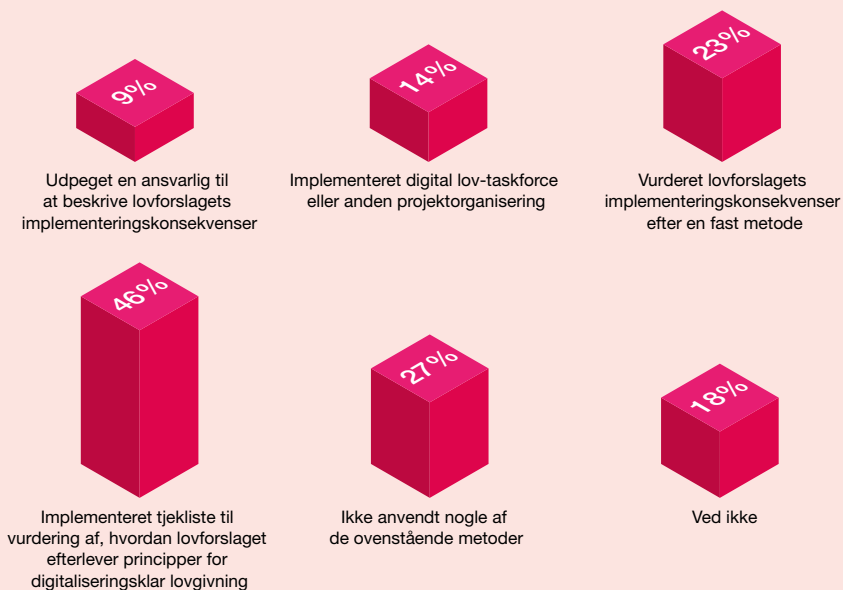 9%
Udpeget en ansvarlig til
at beskrive lovforslagets
implementeringskonsekvenser
14%
Implementeret digital lov-taskforce
eller anden projektorganisering
23%
Vurderet lovforslagets
implementeringskonsekvenser
efter en fast metode
46%
Implementeret tjekliste til
vurdering af, hvordan lovforslaget
efterlever principper for
digitaliseringsklar lovgivning
27%
Ikke anvendt nogle af
de ovenstående metoder
18%
Ved ikke